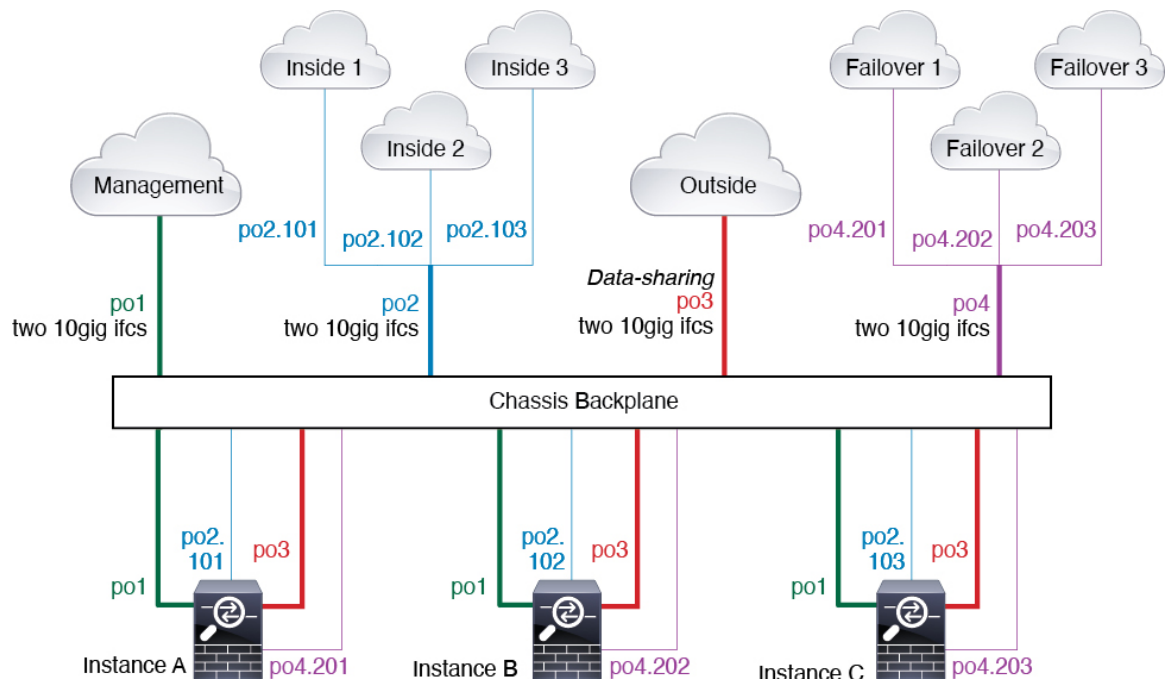 Inside 1
Inside 3
Failover 1
Failover 3
Inside 2
Failover 2
Management
Outside
po2.101
po2.102
po2.103
po4.201
po4.202
po4.203
Data-sharing
po1
two 10gig ifcs
po2
two 10gig ifcs
po3
two 10gig ifcs
po4
two 10gig ifcs
Chassis Backplane
po2.
101
po3
po1
Instance A
po4.201
po2.
102
po3
po1
Instance B
po4.202
po2.
103
po3
po1
Instance C
po4.203